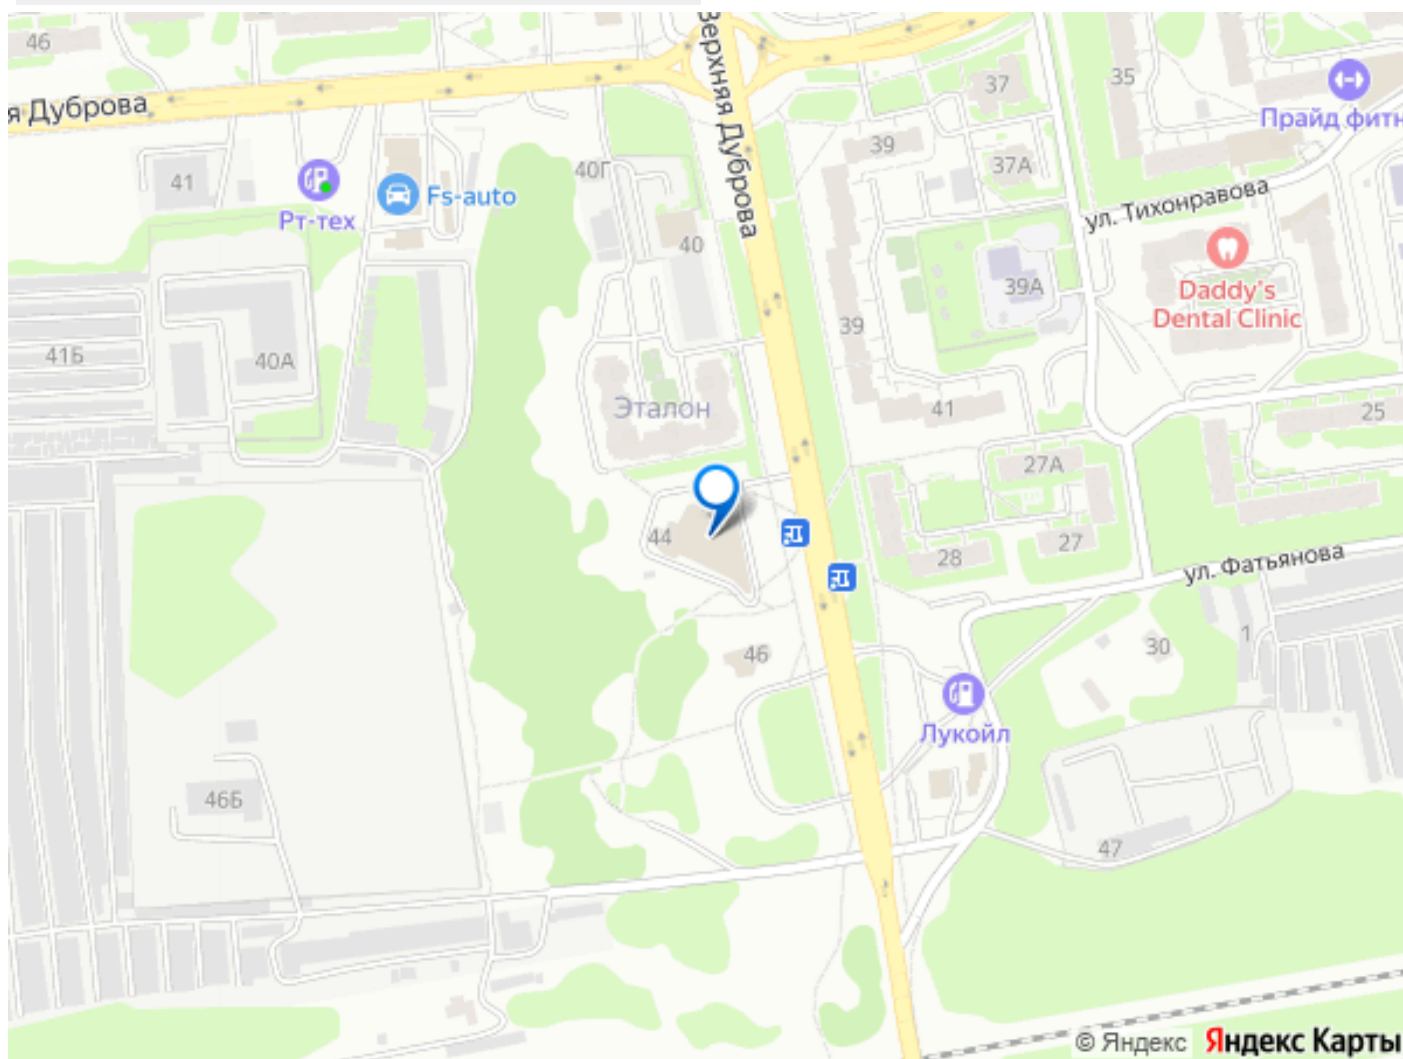 46
я Дуброва
Верхняя Дуброва
37
35
Прайд фитн
39
37А
40Г
41
Рт-тех
Fs-auto
40
ул. Тихонравова
39А
Daddy's
Dental Clinic
39
41Б
40А
Эталон
41
25
27А
44
28
27
ул. Фатьянова
46
30
1
Лукойл
46Б
47
© Яндекс
Яндекс Карты